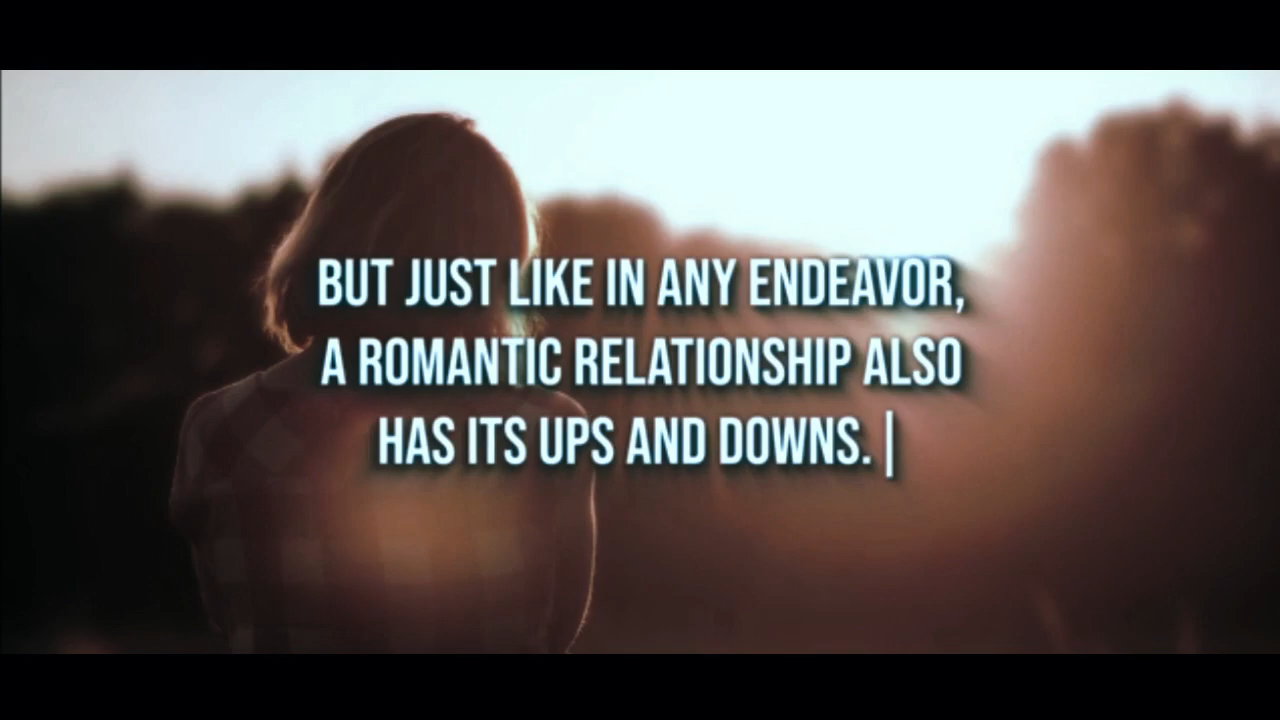 BUT JUST LIKE IN ANY ENDEAVOR,
A ROMANTIC RELATIONSHIP ALSO
HAS ITS UPS AND DOWNS. |